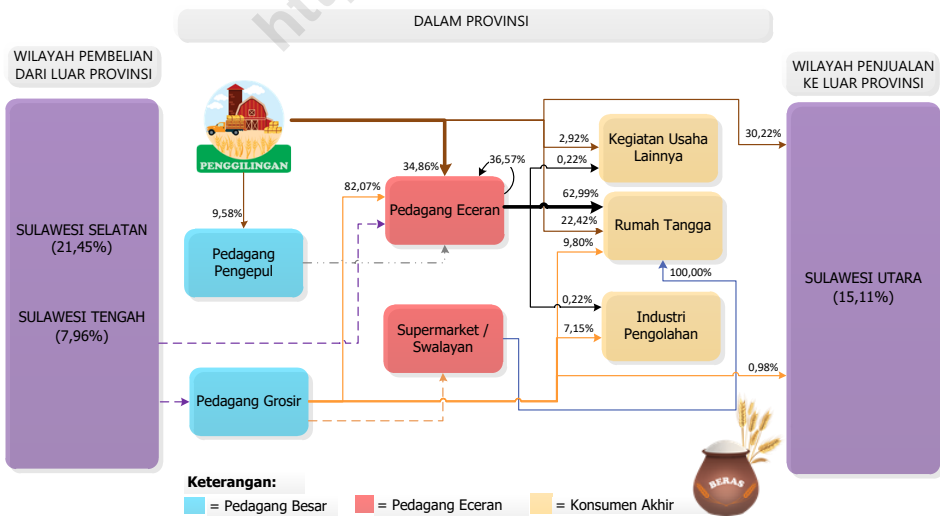 http
DALAM PROVINSI
WILAYAH PEMBELIAN
DARI LUAR PROVINSI
WILAYAH PENJUALAN
KE LUAR PROVINSI
PENGGILINGAN
2,92%
Kegiatan Usaha
Lainnya
30,22%
0,22%
34,86%
36,57%
82,07%
62,99%
9,58%
Pedagang Eceran
Rumah Tangga
22,42%
SULAWESI SELATAN
(21,45%)
Pedagang
Pengepul
9,80%
100,00%
SULAWESI UTARA
(15,11%)
0,22%
SULAWESI TENGAH
(7,96%)
Supermarket /
Swalayan
Industri
Pengolahan
7,15%
0,98%
Pedagang Grosir
BERAS
Keterangan:
= Pedagang Besar
= Pedagang Eceran
= Konsumen Akhir